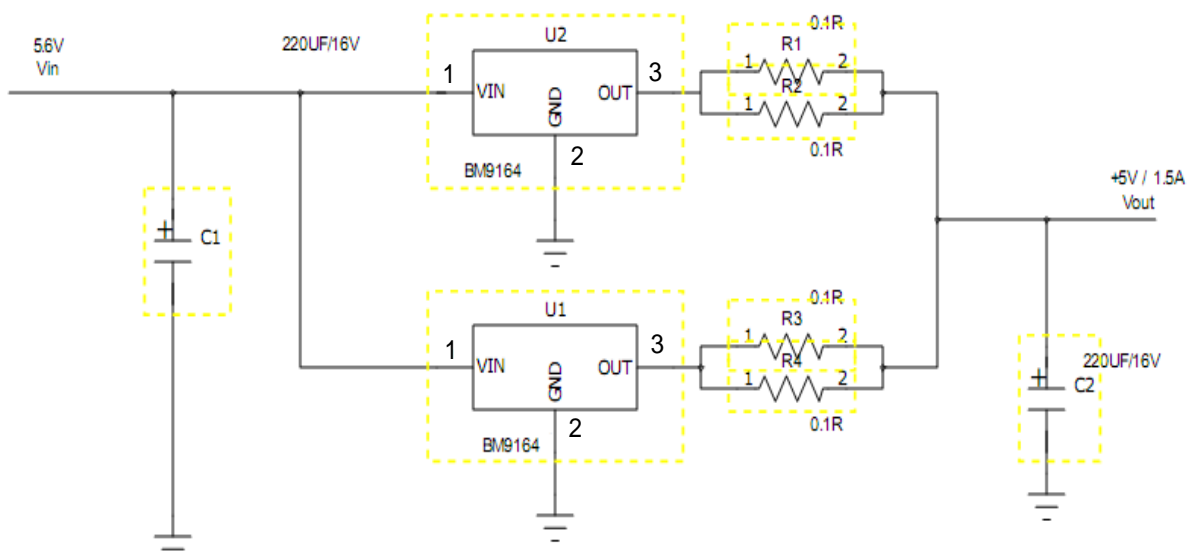 5.6V
Vin
220UF/16V
U2
1
VIN
GND
OUT
3
2
BM9164
0.1R
R1
1
2
R2
1
2
0.1R
+5V / 1.5A
Vout
+
C1
U1
1
VIN
GND
OUT
3
2
BM9164
0.1R
R3
1
2
R4
1
2
0.1R
220UF/16V
+
C2